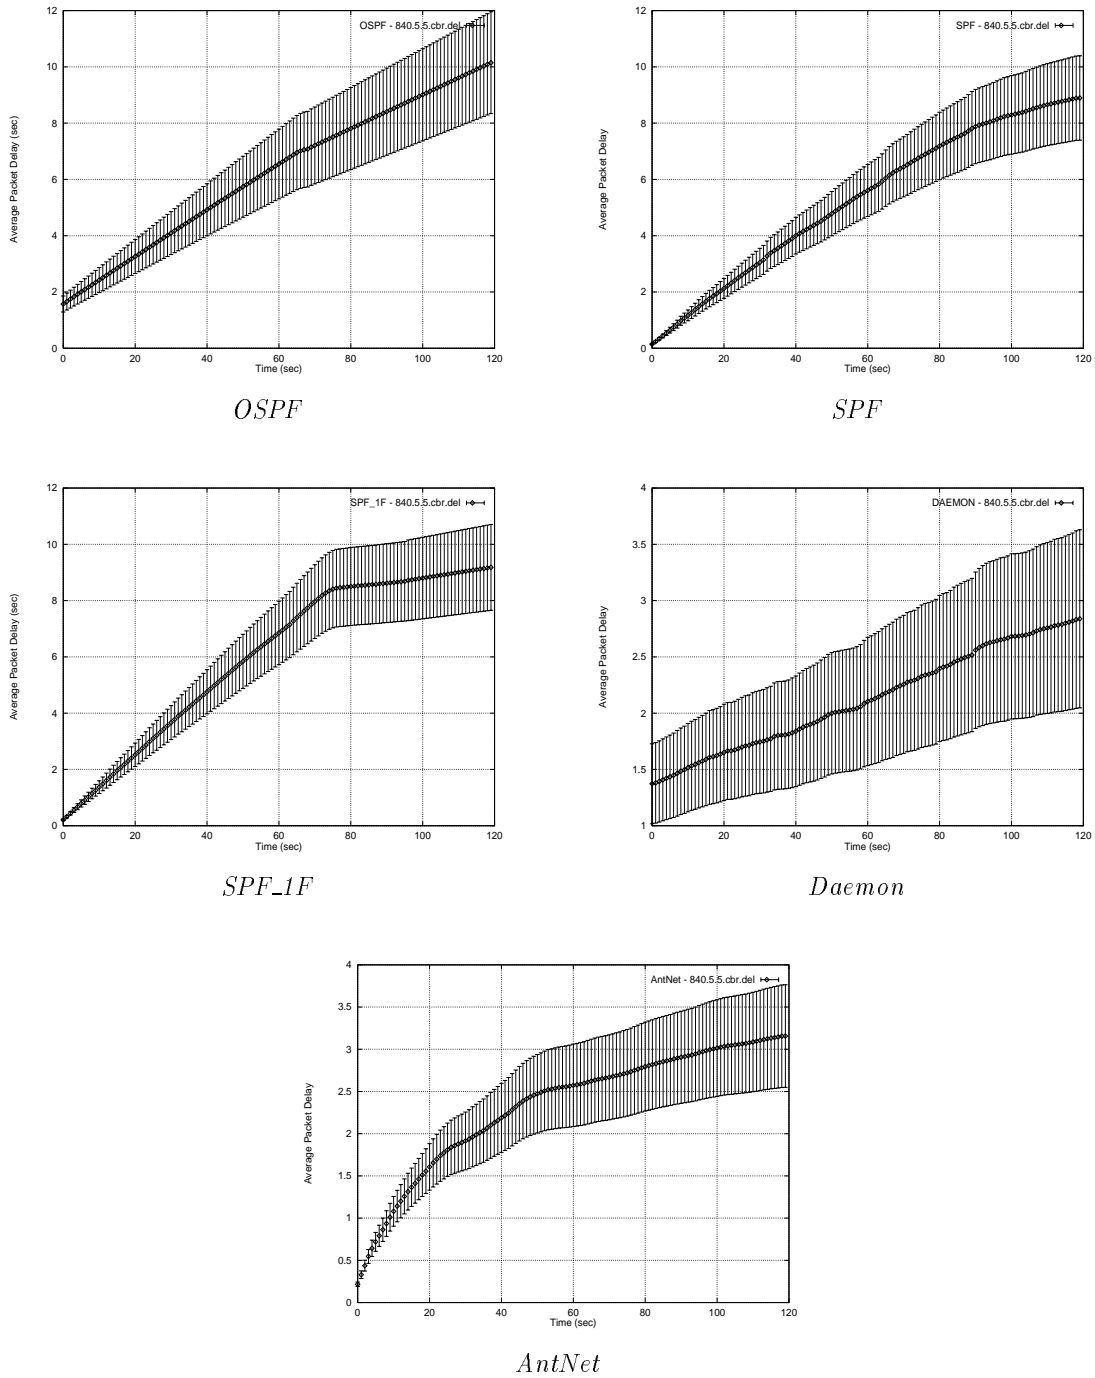 OSPF - 840.5.5.cbr.del
Average Packet Delay (sec)
12
10
8
6
4
2
0
0 20 40 60 80 100 120
Time (sec)
OSPF
SPF - 840.5.5.cbr.del
Average Packet Delay
12
10
8
6
4
2
0
0 20 40 60 80 100 120
Time (sec)
SPF
SPF_1F - 840.5.5.cbr.del
Average Packet Delay (sec)
12
10
8
6
4
2
0
0 20 40 60 80 100 120
Time (sec)
SPF_1F
DAEMON - 840.5.5.cbr.del
Average Packet Delay
4
3.5
3
2.5
2
1.5
1
0 20 40 60 80 100 120
Time (sec)
Daemon
AntNet - 840.5.5.cbr.del
Average Packet Delay
4
3.5
3
2.5
2
1.5
1
0.5
0
0 20 40 60 80 100 120
Time (sec)
AntNet